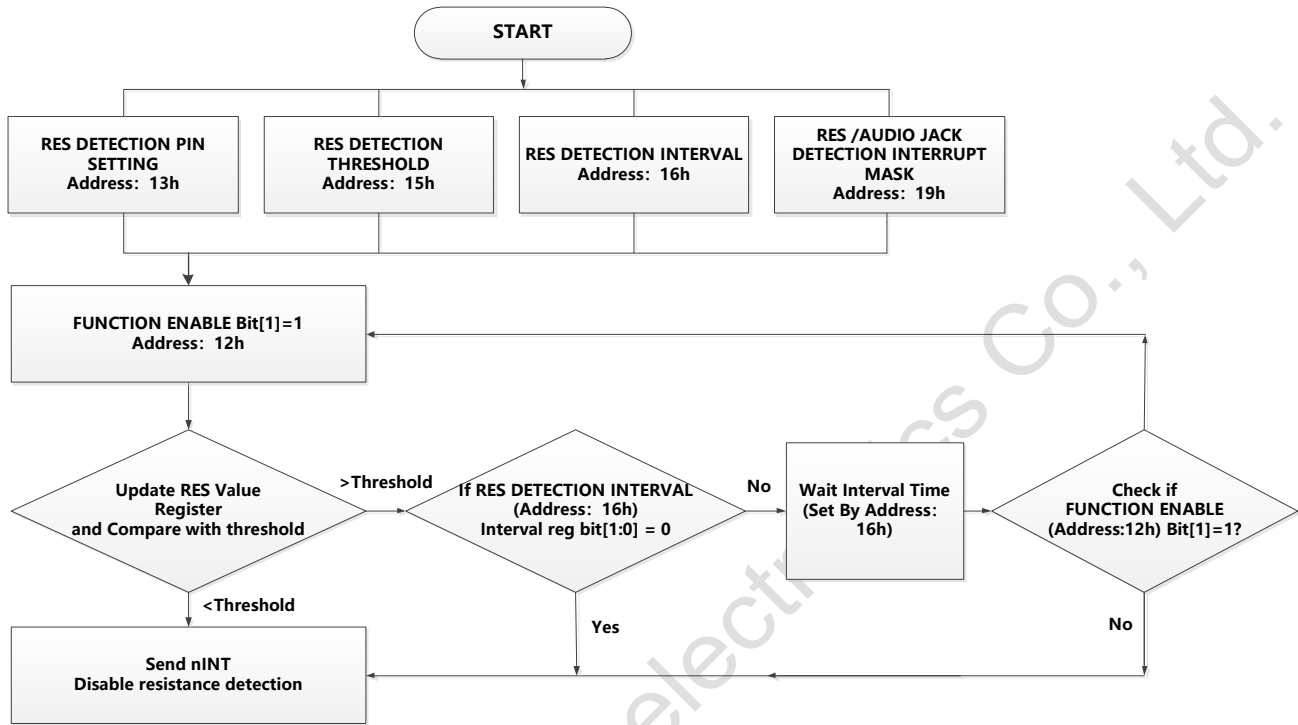 START
RES DETECTION PIN
SETTING
Address: 13h
RES DETECTION
THRESHOLD
Address: 15h
RES DETECTION INTERVAL
Address: 16h
RES /AUDIO JACK
DETECTION INTERRUPT
MASK
Address: 19h
FUNCTION ENABLE Bit[1]=1
Address: 12h
Update RES Value
Register
and Compare with threshold
>Threshold
If RES DETECTION INTERVAL
(Address: 16h)
Interval reg bit[1:0] = 0
No
Wait Interval Time
(Set By Address:
16h)
Check if
FUNCTION ENABLE
(Address:12h) Bit[1]=1?
<Threshold
Yes
No
Send nINT
Disable resistance detection
Co., Ltd.